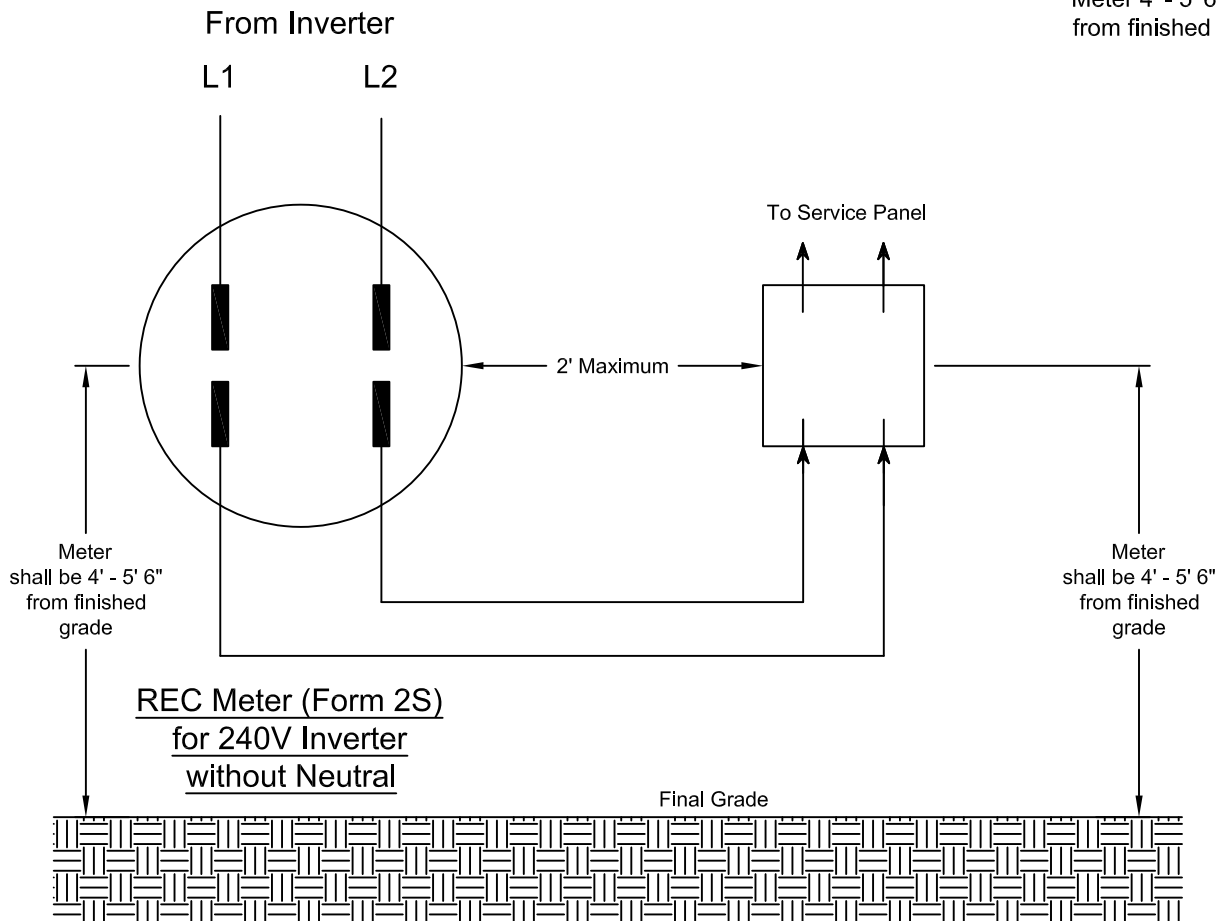 From Inverter
Meter 4' - 5' 6
from finished
L1 L2
To Service Panel
2' Maximum
Meter
shall be 4' - 5' 6"
from finished
grade
Meter
shall be 4' - 5' 6"
from finished
grade
REC Meter (Form 2S)
for 240V Inverter
without Neutral
Final Grade